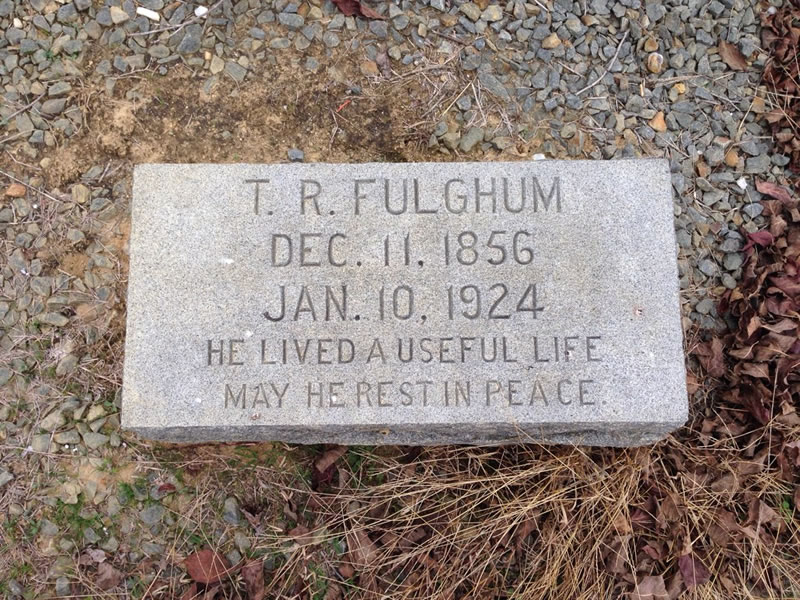 T. R. FULGHUM
DEC. 11, 1856
JAN. 10, 1924
HE LIVED A USEFUL LIFE
MAY HE REST IN PEACE.